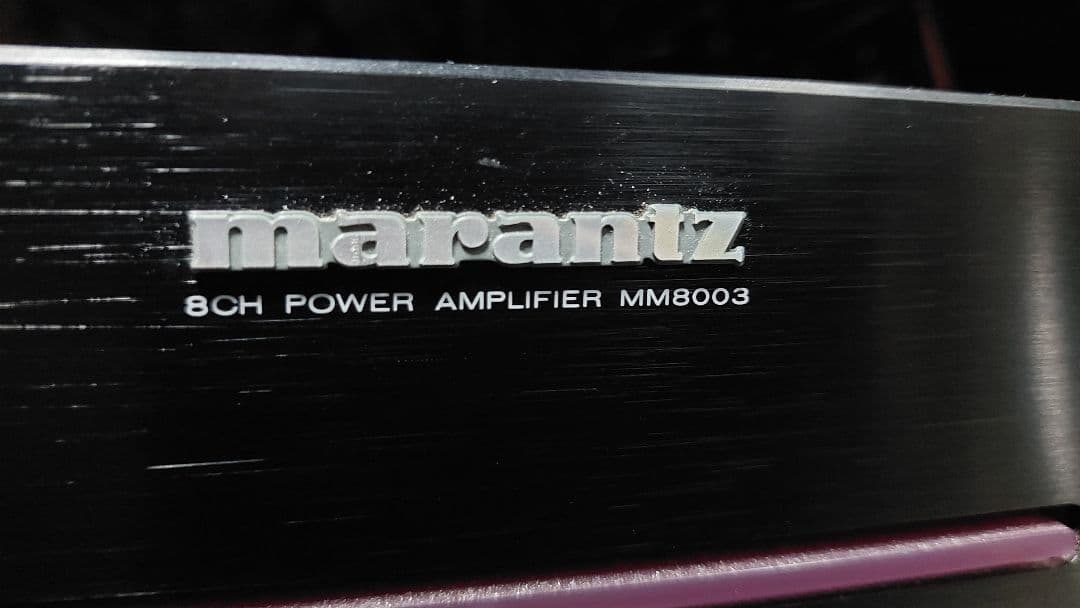 marantz
8CH POWER AMPLIFIER MM8003